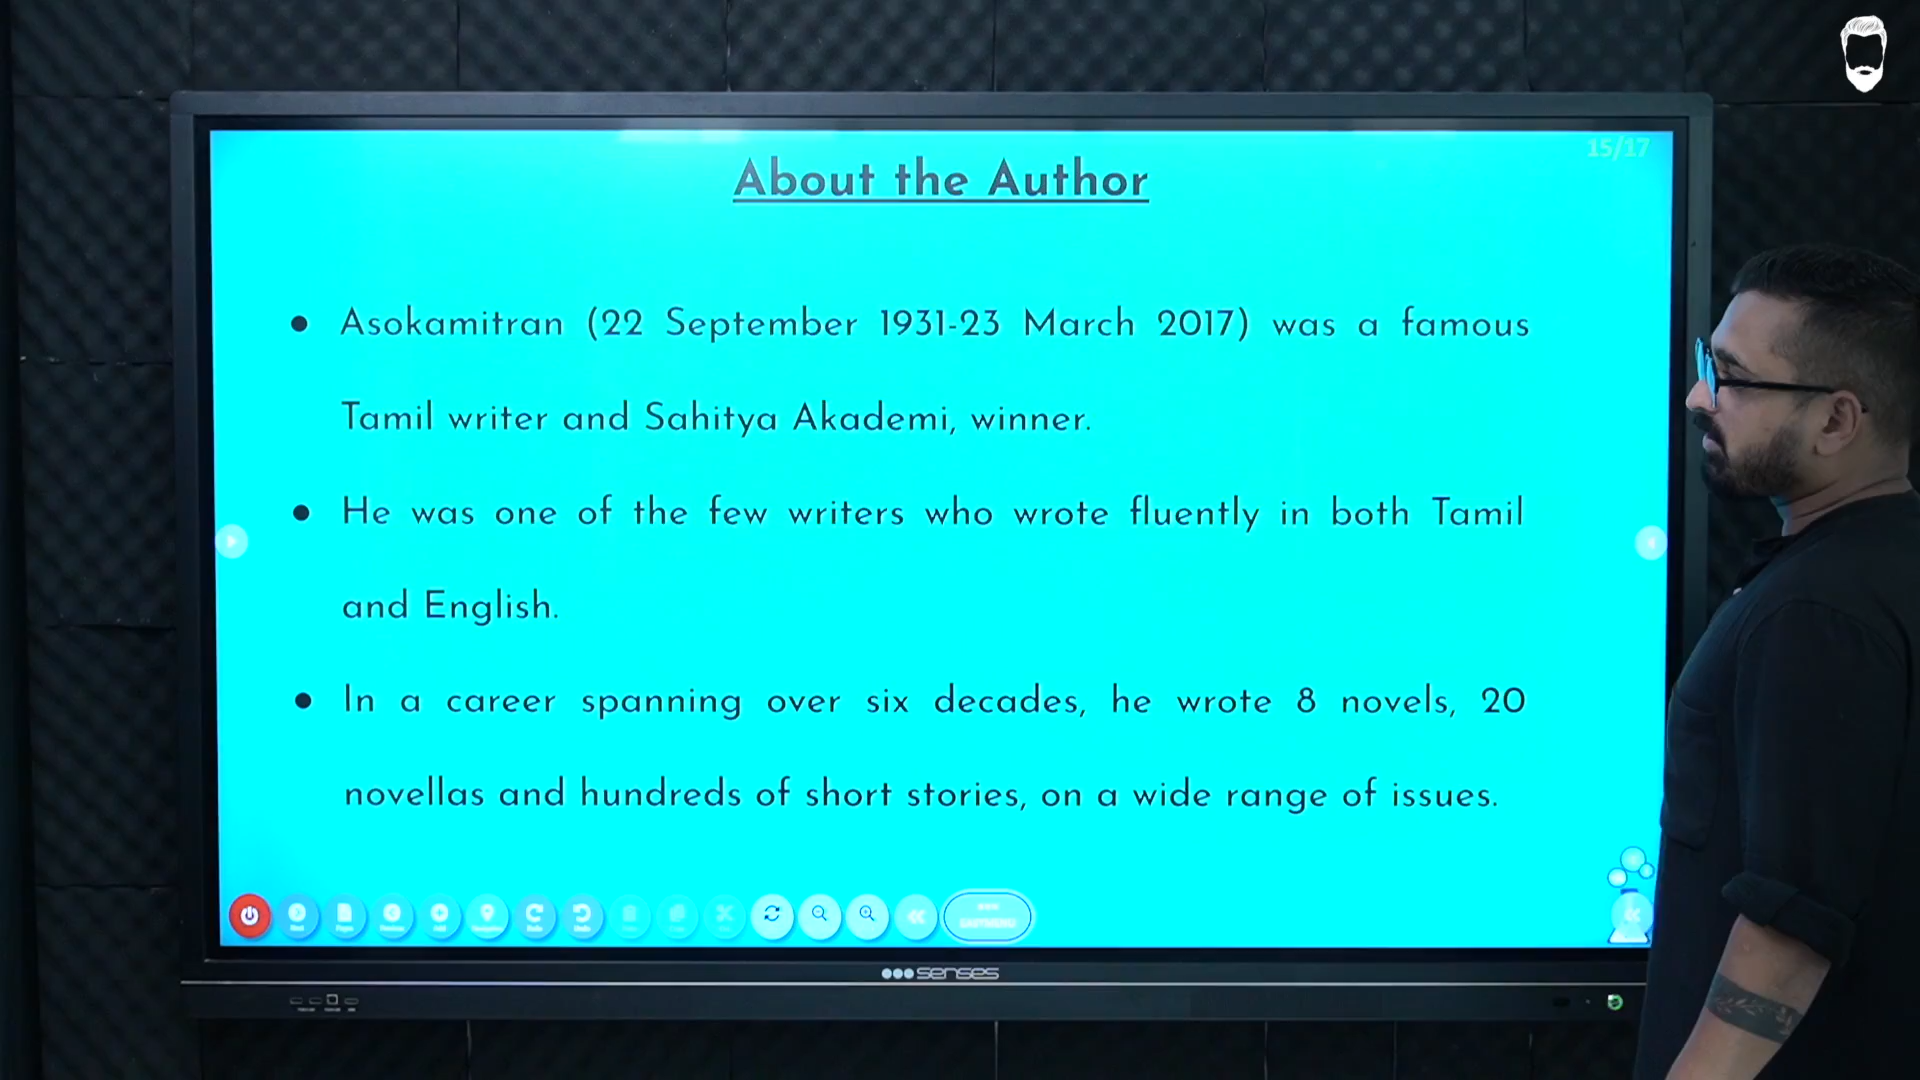 15/17
About the Author
● Asokamitran (22 September 1931-23 March 2017) was a famous
Tamil writer and Sahitya Akademi, winner.
● He was one of the few writers who wrote fluently in both Tamil
and English.
● In a career spanning over six decades, he wrote 8 novels, 20
novellas and hundreds of short stories, on a wide range of issues.
senses